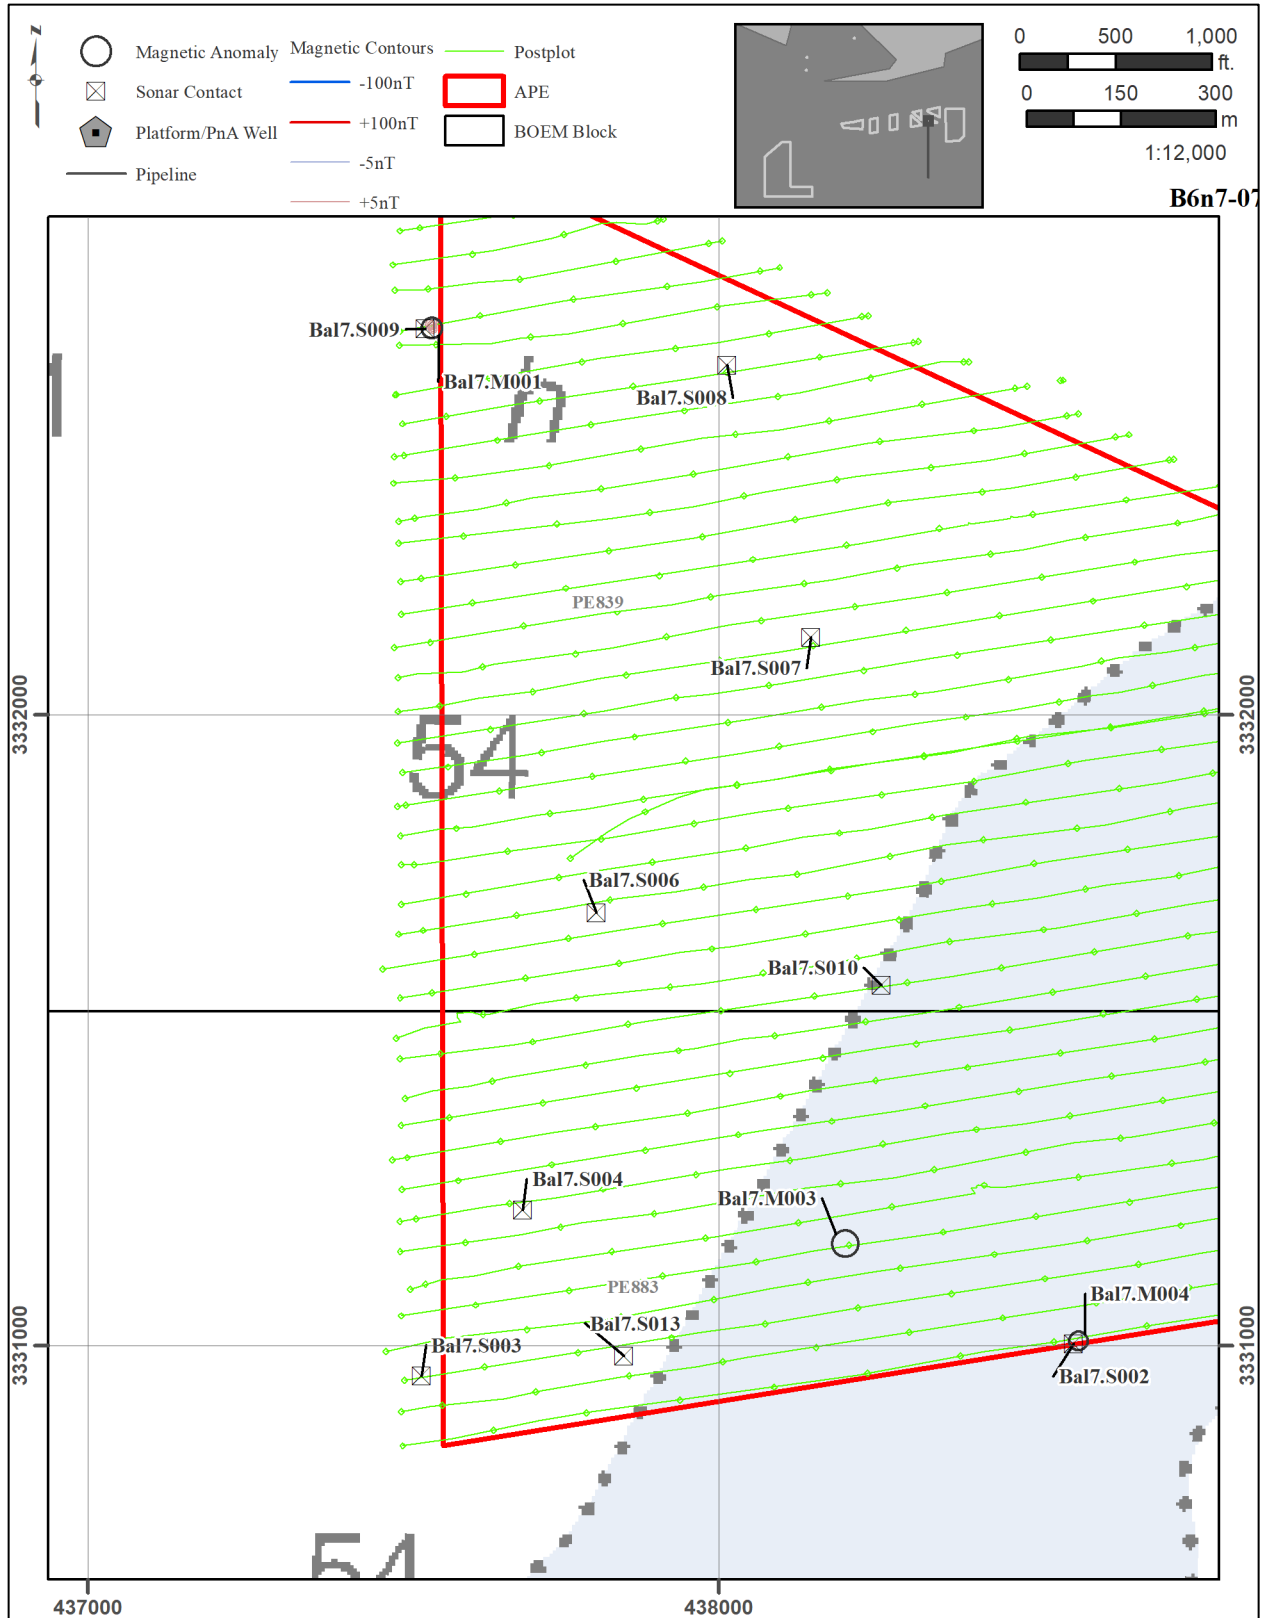 N
Magnetic Anomaly
Sonar Contact
Platform/PnA Well
Pipeline
Magnetic Contours
-100nT
+100nT
-5nT
+5nT
Postplot
APE
BOEM Block
0 500 1,000
ft.
0 150 300
m
1:12,000
B6n7-07
Bal7.S009
Bal7.M001
Bal7.S008
PE839
Bal7.S007
3332000
3332000
54
Bal7.S006
Bal7.S010
Bal7.S004
Bal7.M003
PE883
Bal7.M004
Bal7.S013
Bal7.S003
3331000
3331000
Bal7.S002
437000
438000